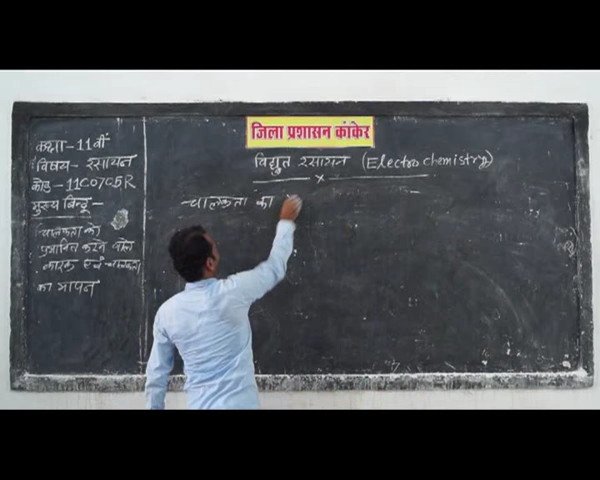 जिला प्रशासन कांकेर
कक्षा - 11वीं
विषय - रसायन
कोड - 11C07C5R
मुख्य बिन्दू -
चालकता को
प्रभावित करने वाले
कारक एवं चालकता
का मापन
विद्युत रसायन (Electrochemistry)
चालकता का